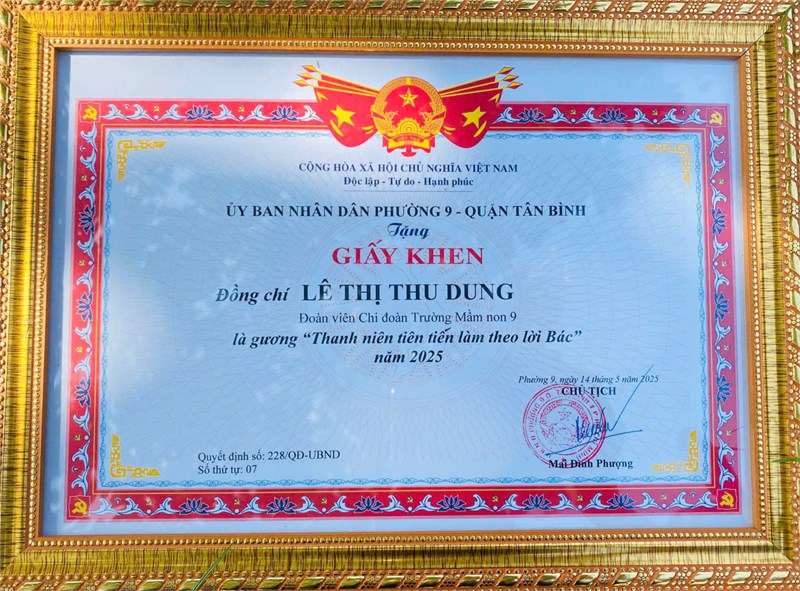 CỘNG HÒA XÃ HỘI CHỦ NGHĨA VIỆT NAM
Độc lập - Tự do - Hạnh phúc
ỦY BAN NHÂN DÂN PHƯỜNG 9 - QUẬN TÂN BÌNH
Tặng
GIẤY KHEN
Đồng chí LÊ THỊ THU DUNG
Đoàn viên Chi đoàn Trường Mầm non 9
là gương “Thanh niên tiên tiến làm theo lời Bác”
năm 2025
Phường 9, ngày 14 tháng 5 năm 2025
CHỦ TỊCH
Mai Đình Phượng
Quyết định số: 228/QĐ-UBND
Số thứ tự: 07